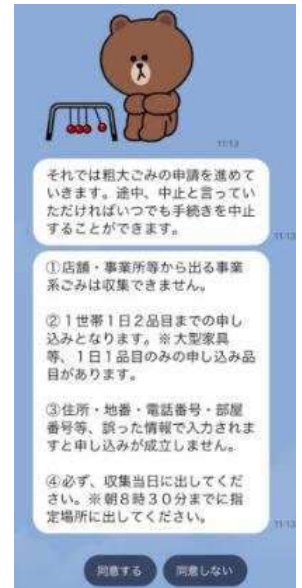 11:13
それでは粗大ごみの申請を進めて
いきます。途中、中止と言ってい
ただければいつでも手続きを中止
することができます。
11:13
①店舗・事業所等から出る事業
系ごみは収集できません。
②1世帯1日2品目までの申し
込みとなります。※大型家具
等、1日1品目のみの申し込み品
目があります。
③住所・地番・電話番号・部屋
番号等、誤った情報で入力されま
すと申し込みが成立しません。
④必ず、収集当日に出してくだ
さい。※朝8時30分までに指
定場所に出してください。
11:13
同意する
同意しない